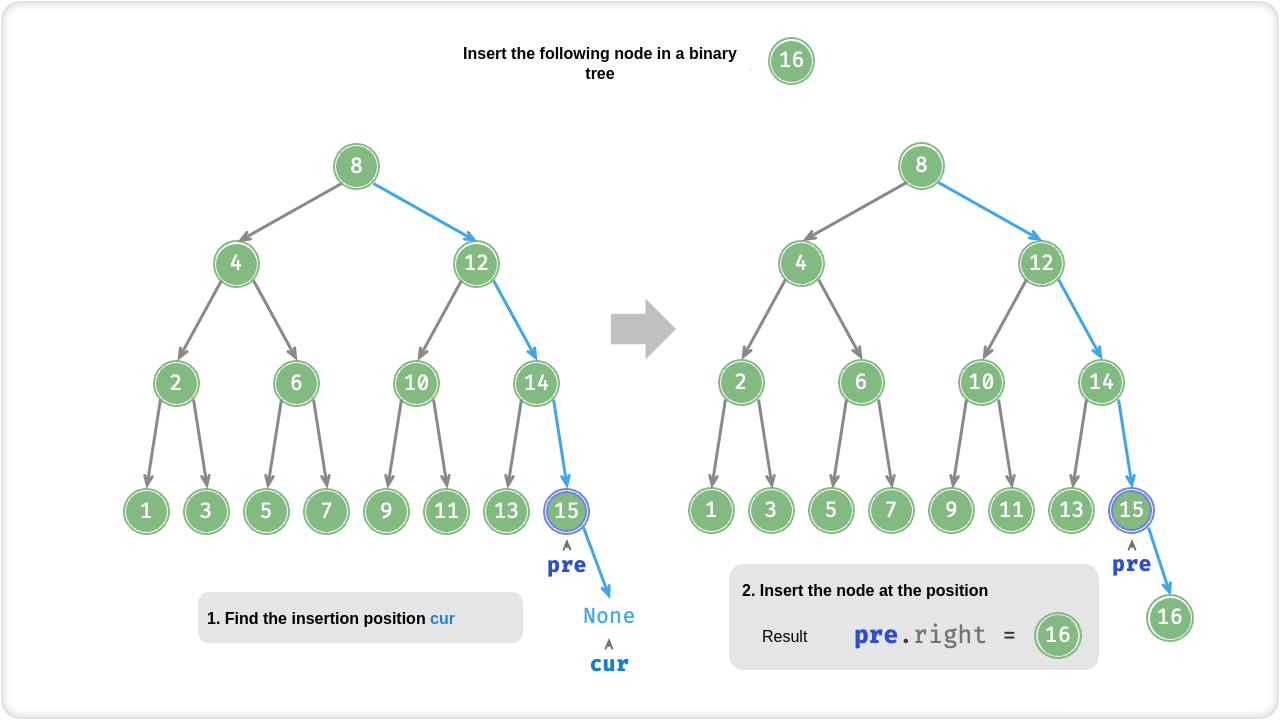 Insert the following node in a binary
tree
16
8
4 12
2 6 10 14
1 3 5 7 9 11 13 15
pre
None
cur
1. Find the insertion position cur
8
4 12
2 6 10 14
1 3 5 7 9 11 13 15
pre
16
2. Insert the node at the position
Result pre.right = 16